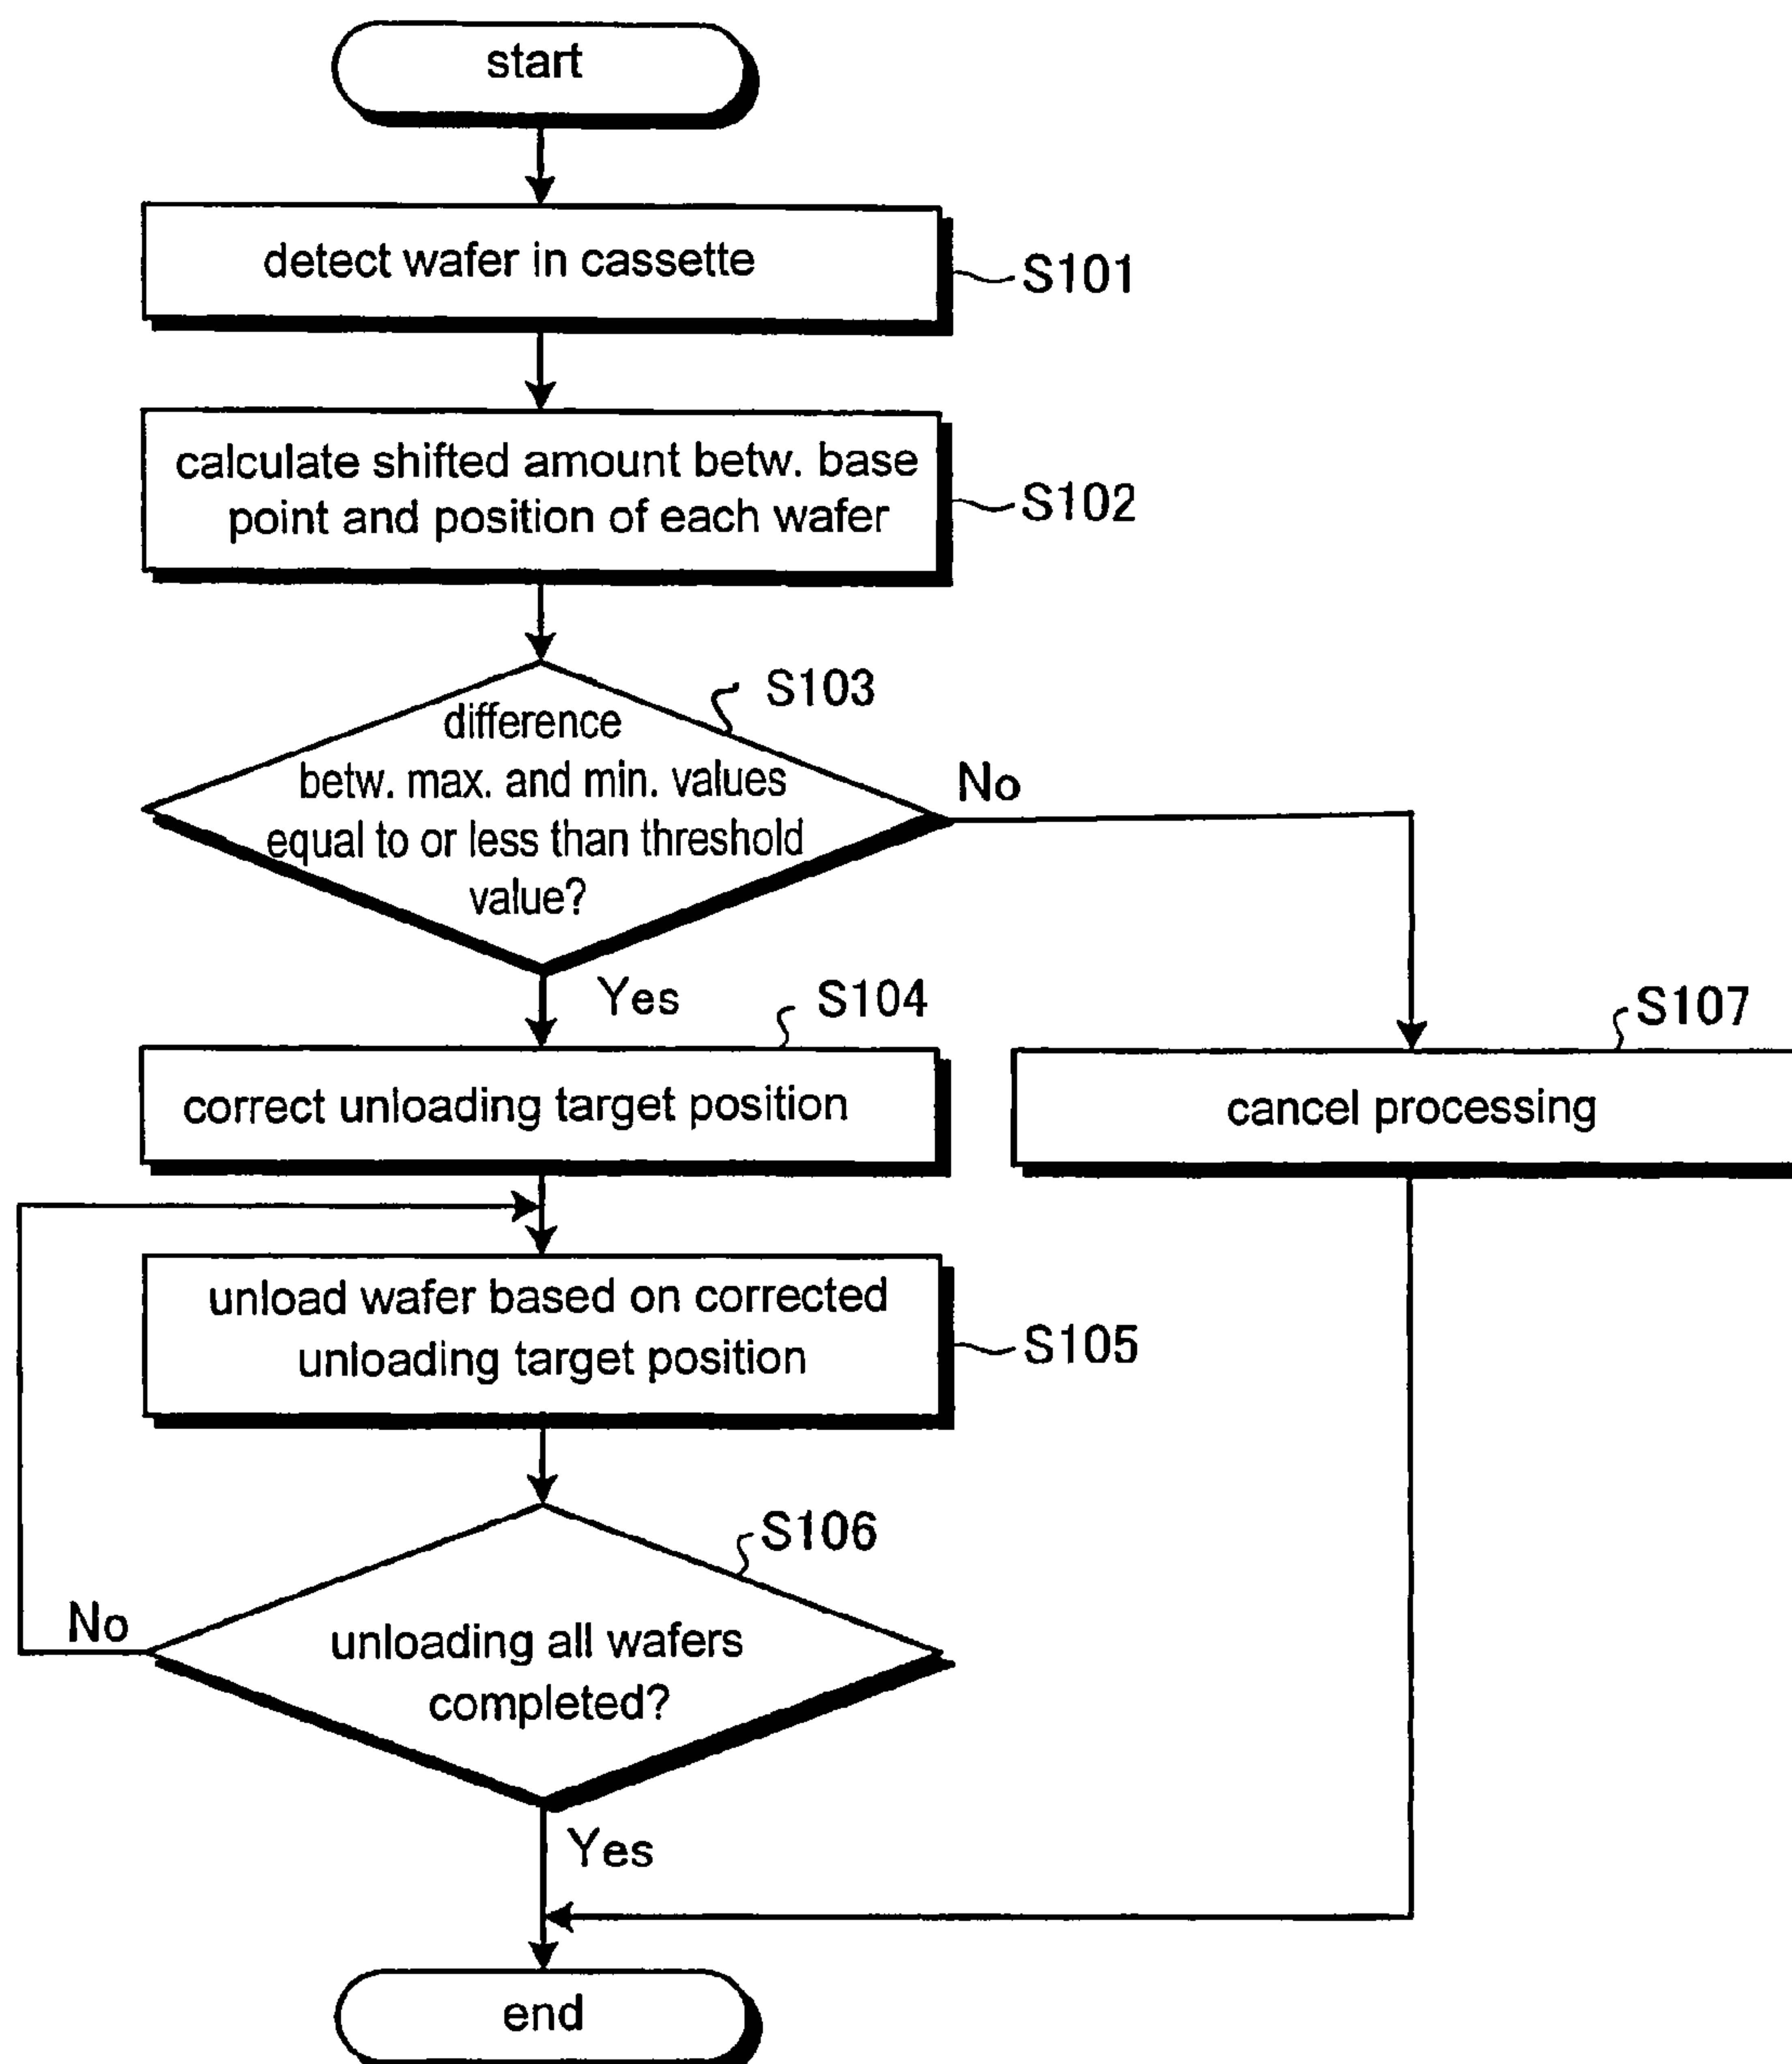 start
detect wafer in cassette
S101
calculate shifted amount betw. base
point and position of each wafer
S102
S103
difference
betw. max. and min. values
equal to or less than threshold
value?
No
Yes
S104
correct unloading target position
S107
cancel processing
unload wafer based on corrected
unloading target position
S105
S106
unloading all wafers
completed?
No
Yes
end